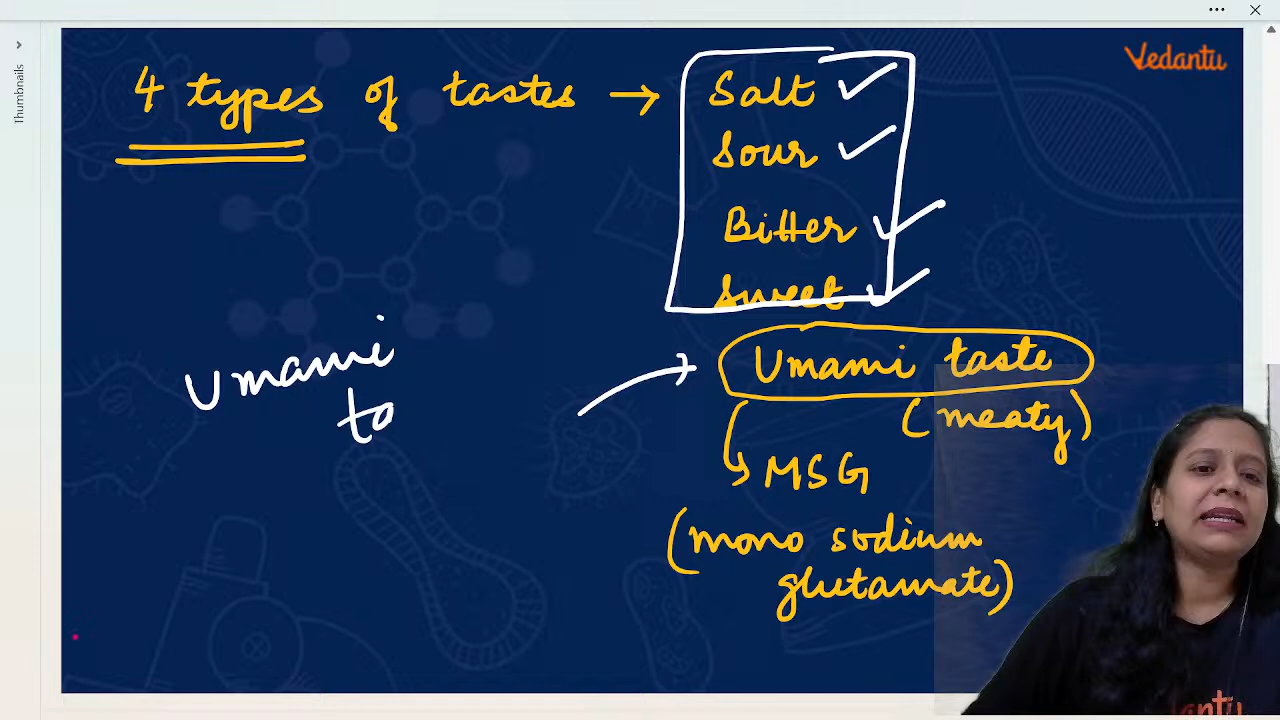 Thumbnails
Vedantu
4 types of tastes → Salt ✓
Sour ✓
Bitter ✓
Sweet ✓
Umami taste
(meaty)
Umami
to
MSG
(mono sodium
glutamate)
antu